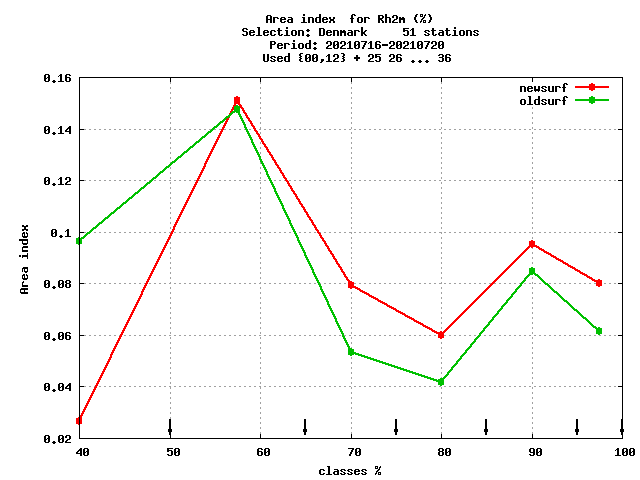 Area index  for Rh2m (%)
Selection: Denmark     51 stations
Period: 20210716-20210720
Used {00,12} + 25 26 ... 36
newsurf
oldsurf
0.16
0.14
0.12
0.1
0.08
0.06
0.04
0.02
Area index
40 50 60 70 80 90 100
classes %